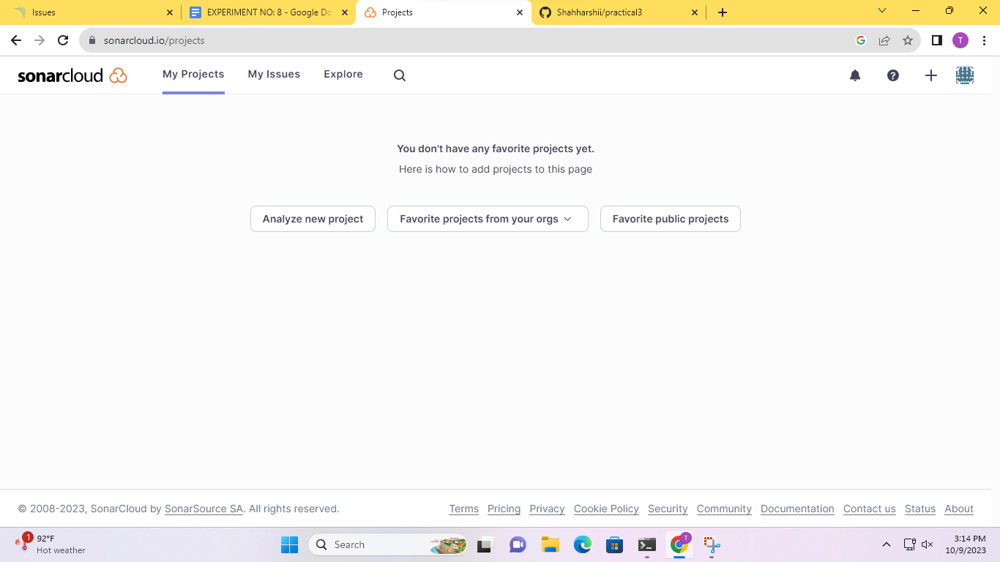 Issues
EXPERIMENT NO: 8 - Google Do
Projects
Shahharshii/practical3
sonarcloud.io/projects
T
sonarcloud
My Projects
My Issues
Explore
You don't have any favorite projects yet.
Here is how to add projects to this page
Analyze new project
Favorite projects from your orgs
Favorite public projects
© 2008-2023, SonarCloud by SonarSource SA. All rights reserved.
Terms Pricing Privacy Cookie Policy Security Community Documentation Contact us Status About
1
92°F
Hot weather
Search
T
3:14 PM
10/9/2023